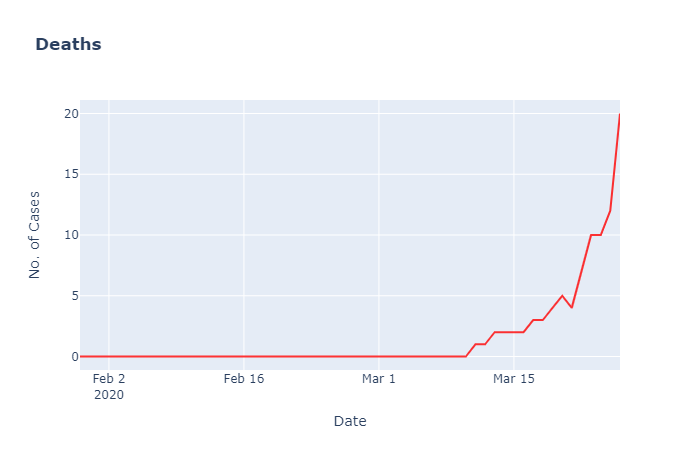 Deaths
20
15
10
5
0
No. of Cases
Feb 2
2020
Feb 16
Mar 1
Mar 15
Date